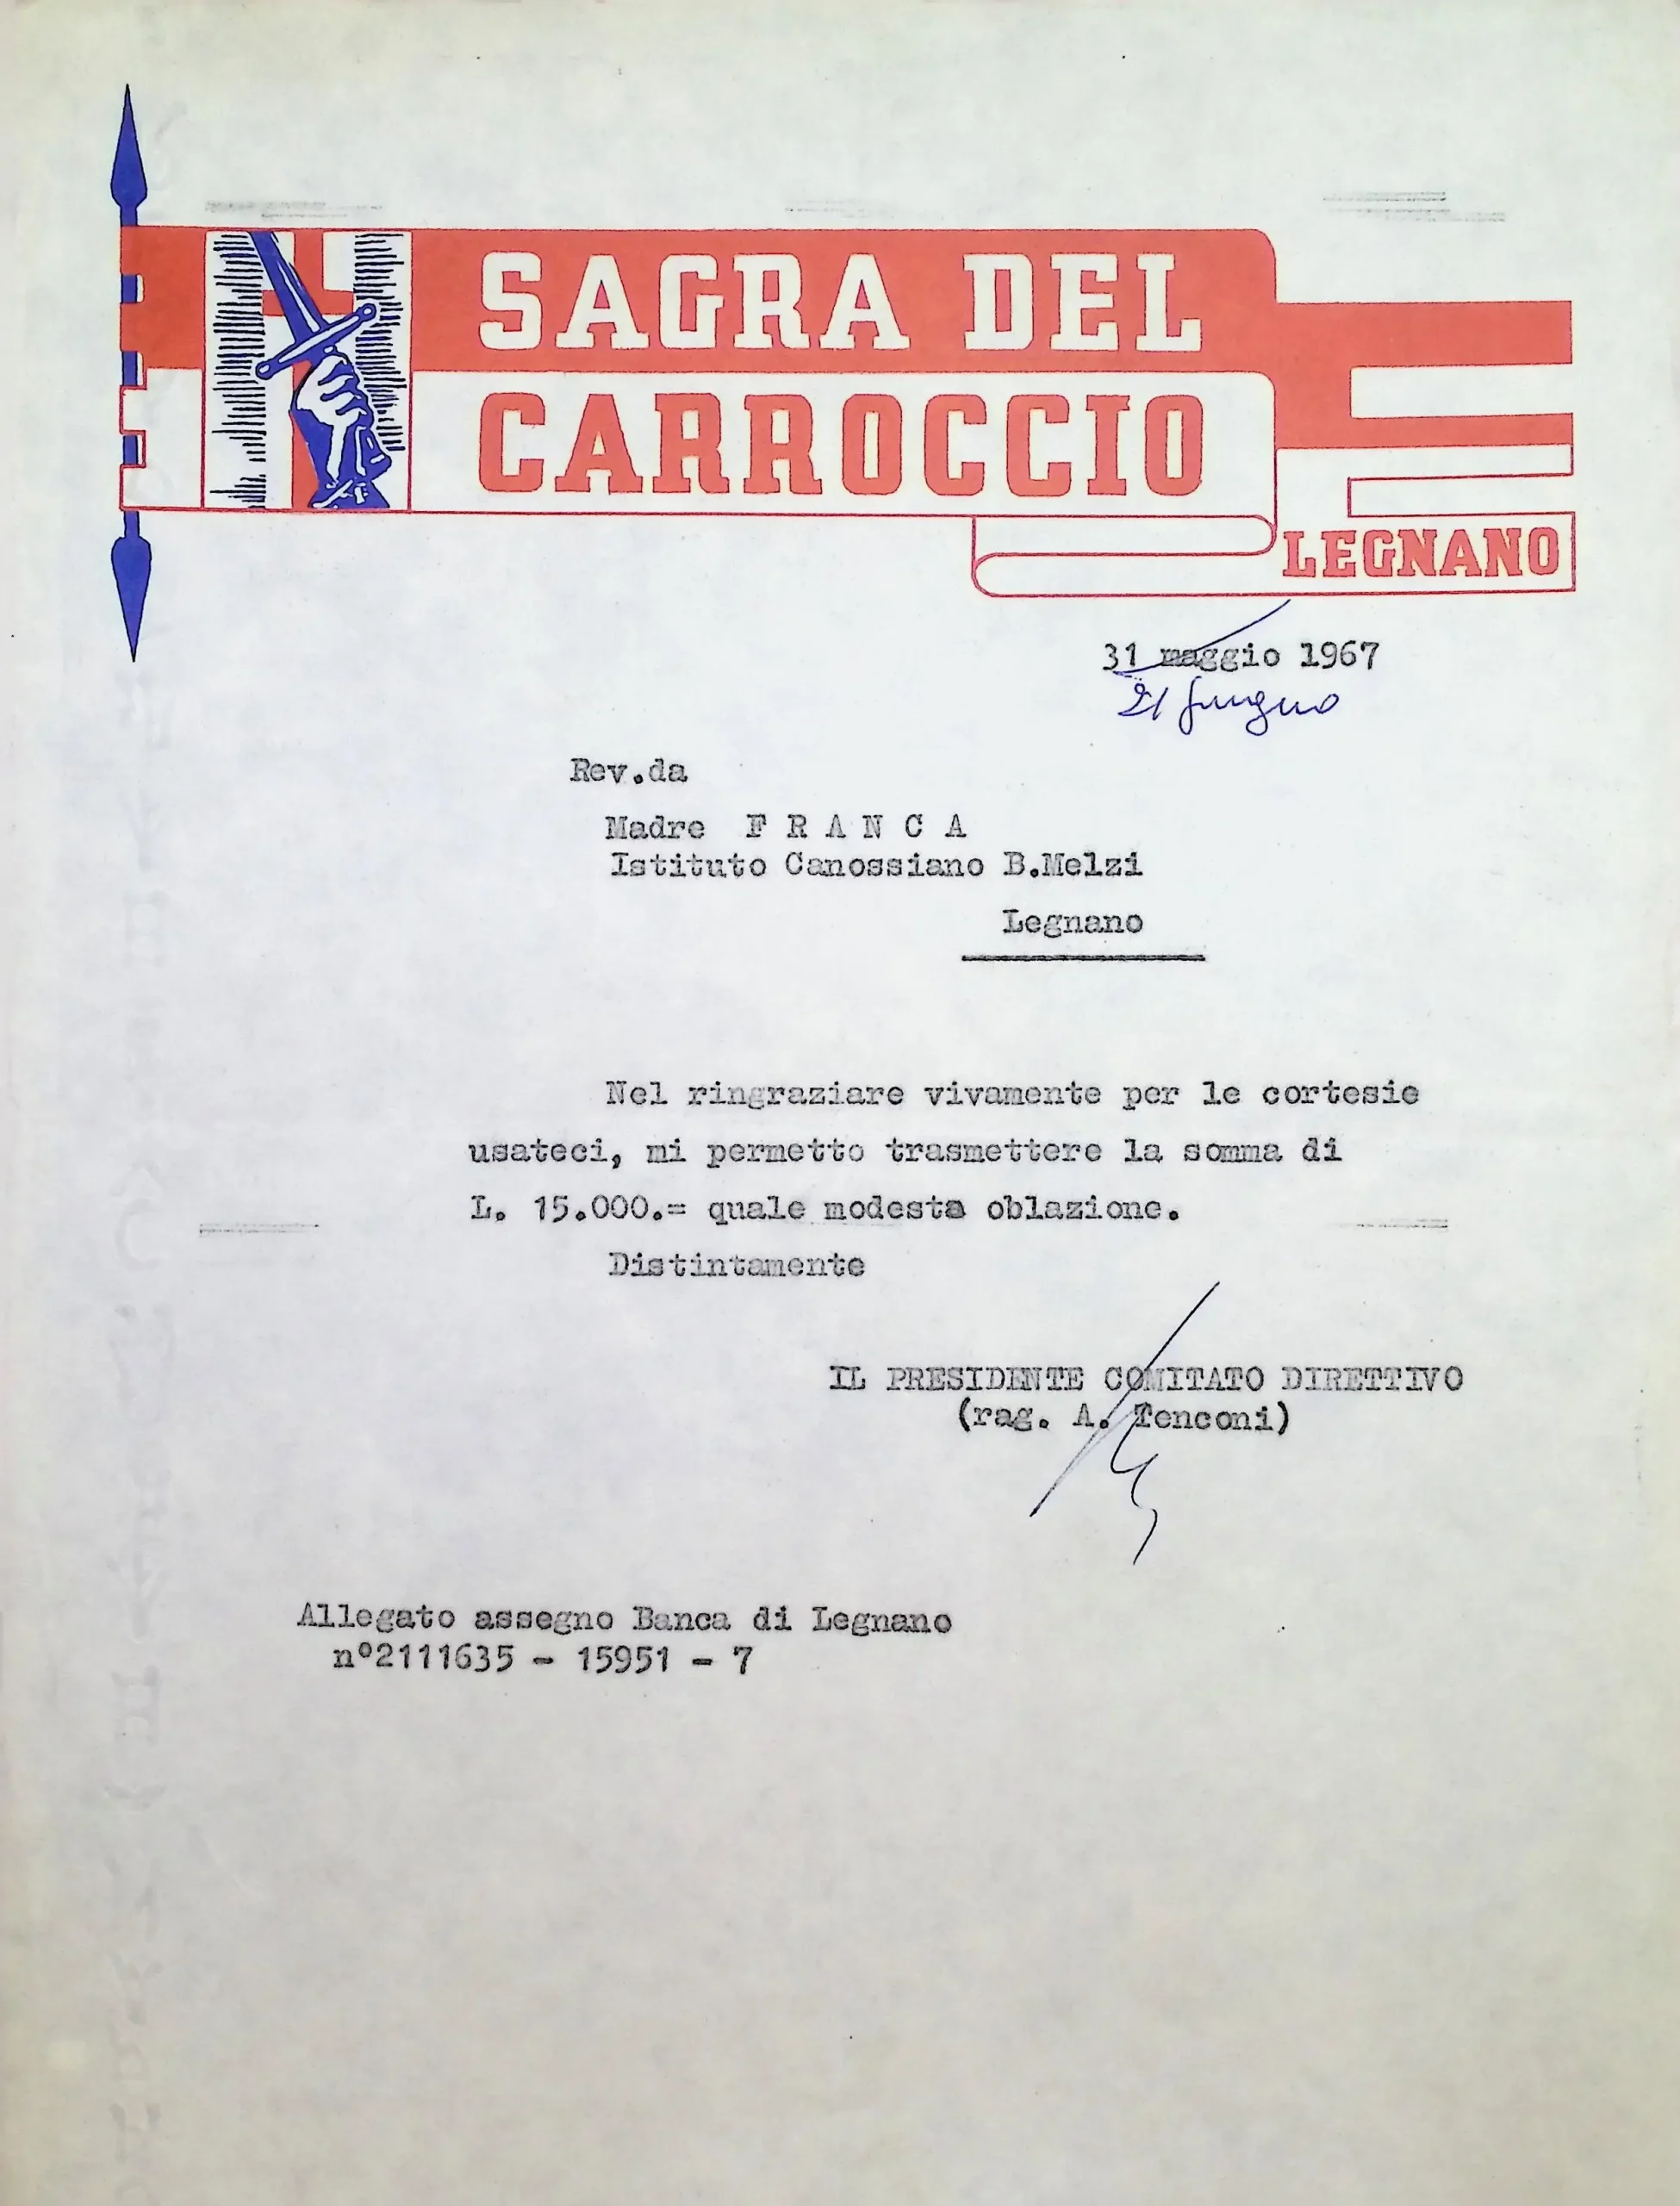 SAGRA DEL
CARROCCIO
LEGNANO
31 maggio 1967
21 giugno
Rev.da
Madre F R A N C A
Istituto Canossiano B.Melzi
Legnano
Nel ringraziare vivamente per le cortesie
usateci, mi permetto trasmettere la somma di
L. 15.000.= quale modesta oblazione.
Distintamente
IL PRESIDENTE COMITATO DIRETTIVO
(rag. A. Tenconi)
Allegato assegno Banca di Legnano
n°2111635 - 15951 - 7